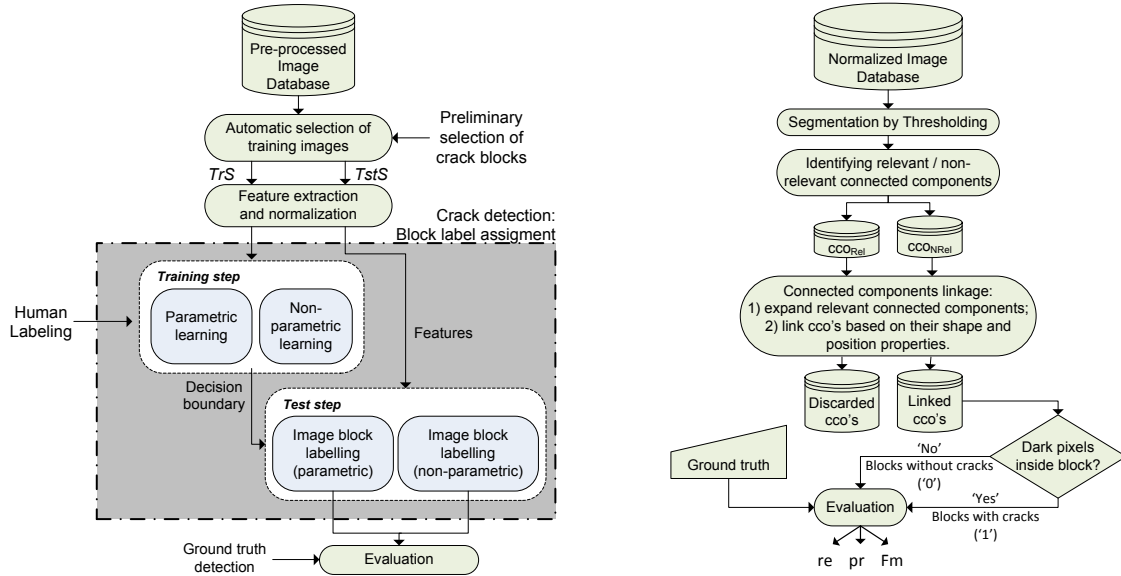 Pre-processed
Image
Database
Automatic selection of
training images
Preliminary
selection of
crack blocks
TrS
TstS
Feature extraction
and normalization
Crack detection:
Block label assigment
Training step
Human
Labeling
Parametric
learning
Non-
parametric
learning
Features
Decision
boundary
Test step
Image block
labelling
(parametric)
Image block
labelling
(non-parametric)
Ground truth
detection
Evaluation
Normalized Image
Database
Segmentation by Thresholding
Identifying relevant / non-
relevant connected components
ccoRel
ccoNRel
Connected components linkage:
1) expand relevant connected components;
2) link cco's based on their shape and
position properties.
Discarded
cco's
Linked
cco's
Ground truth
Dark pixels
inside block?
'No'
Blocks without cracks
('0')
Evaluation
'Yes'
Blocks with cracks
('1')
re pr Fm